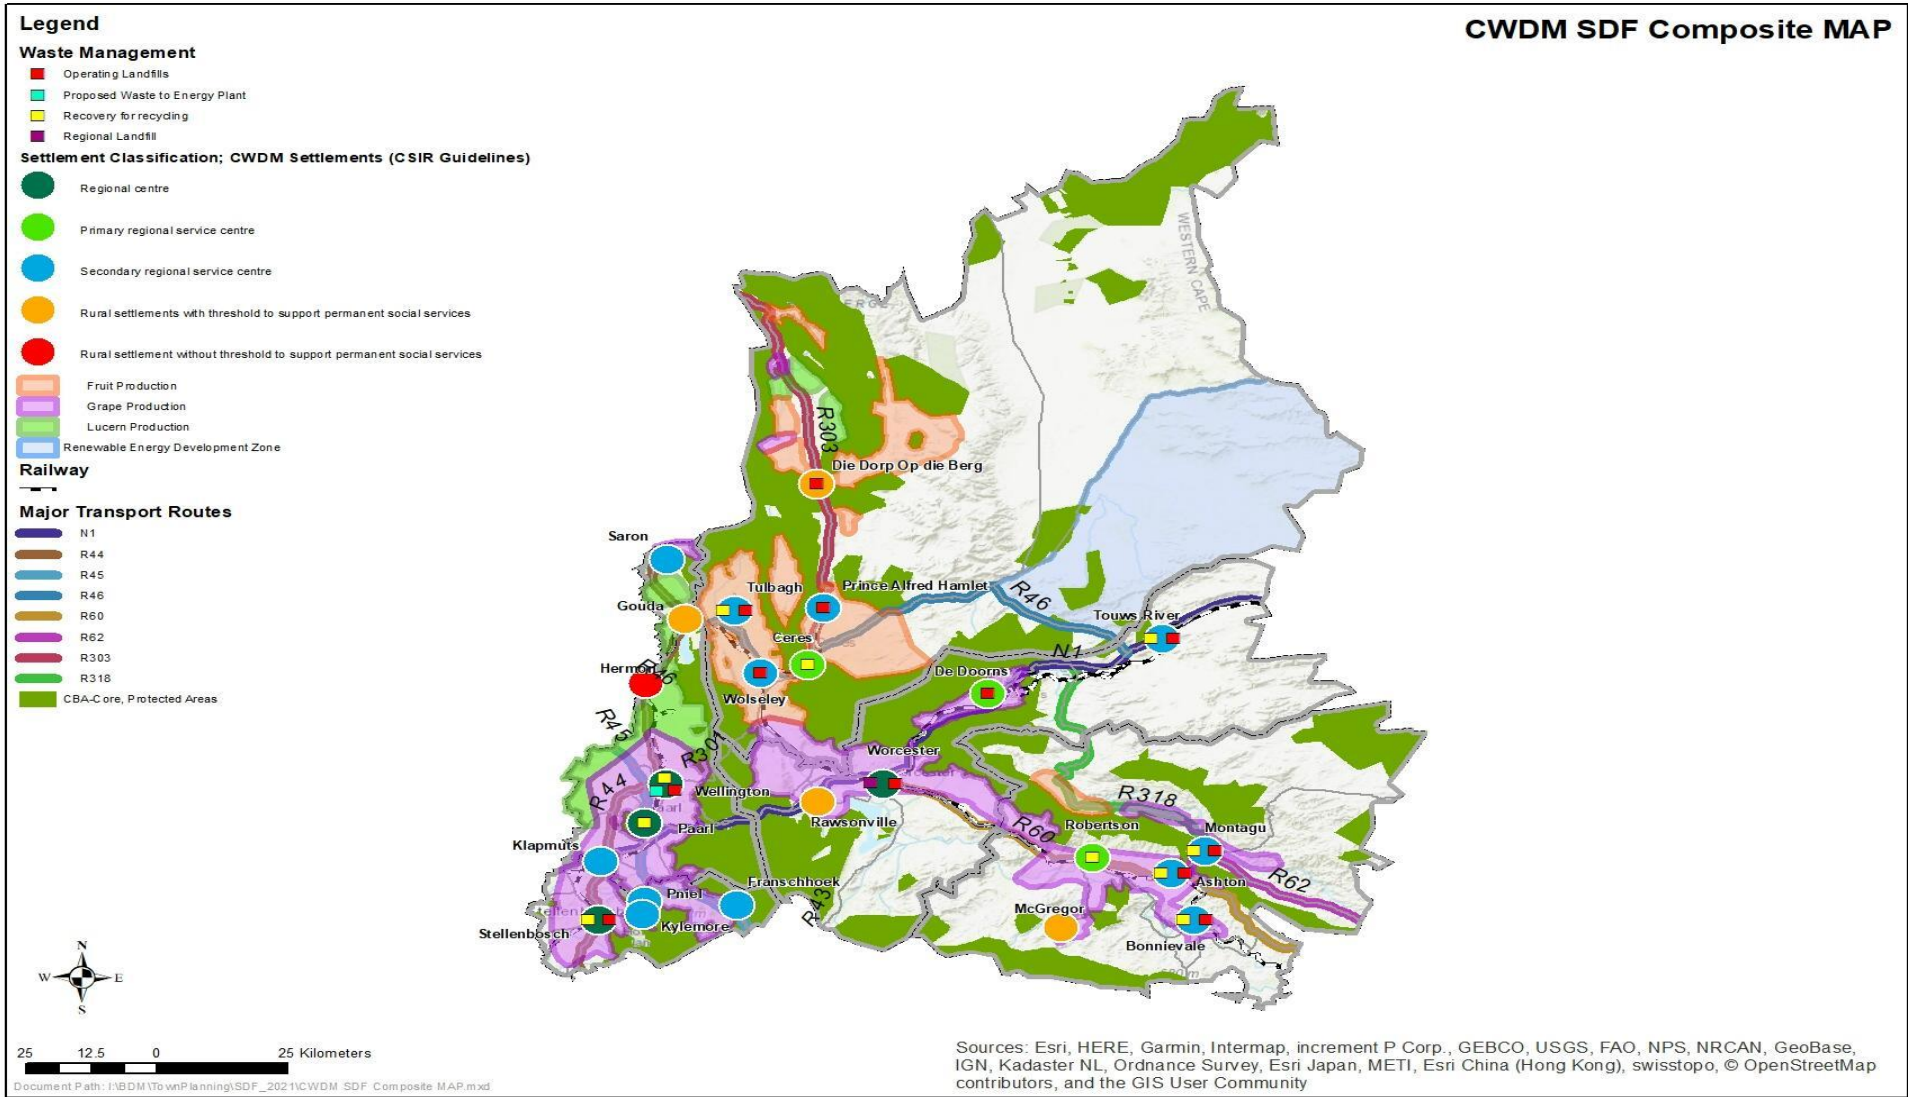 Legend
CWDM SDF Composite MAP
Waste Management
Operating Landfills
Proposed Waste to Energy Plant
Recovery for recycling
Regional Landfill
Settlement Classification; CWDM Settlements (CSIR Guidelines)
Regional centre
Primary regional service centre
Secondary regional service centre
Rural settlements with threshold to support permanent social services
Rural settlement without threshold to support permanent social services
Fruit Production
Grape Production
Lucern Production
Renewable Energy Development Zone
Railway
Major Transport Routes
N1
R44
R45
R46
R60
R62
R303
R318
CBA-Core, Protected Areas
WESTERN CAPE
R303
Die Dorp Op die Berg
Saron
Tulbagh
Prince Alfred Hamlet
R46
Gouda
Touws River
Ceres
N1
Hermon
De Doorns
Wolseley
R45
R301
Worcester
R44
Wellington
R318
Rawsonville
R60
Robertson
Paarl
Montagu
Klapmuts
R62
Franschhoek
Ashton
Pniel
R43
McGregor
Kylemore
Stellenbosch
Bonnievale
N
W
E
S
25 12.5 0 25 Kilometers
Document Path: I:\BDM\TownPlanning\SDF_2021\CWDM SDF Composite MAP.mxd
Sources: Esri, HERE, Garmin, Intermap, increment P Corp., GEBCO, USGS, FAO, NPS, NRCAN, GeoBase,
IGN, Kadaster NL, Ordnance Survey, Esri Japan, METI, Esri China (Hong Kong), swisstopo, © OpenStreetMap
contributors, and the GIS User Community